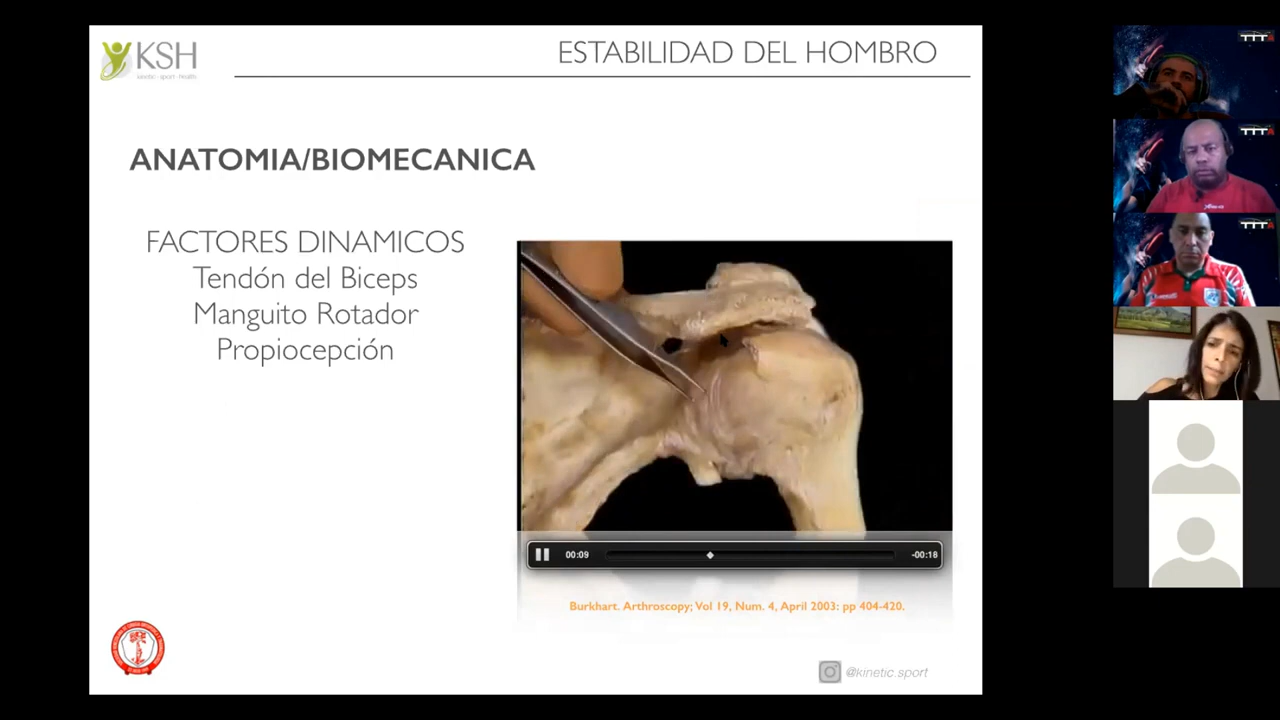 KSH
kinetic - sport - health
ESTABILIDAD DEL HOMBRO
ANATOMIA/BIOMECANICA
FACTORES DINAMICOS
Tendón del Biceps
Manguito Rotador
Propiocepción
00:09
-00:18
Burkhart. Arthroscopy; Vol 19, Num. 4, April 2003: pp 404-420.
@kinetic.sport